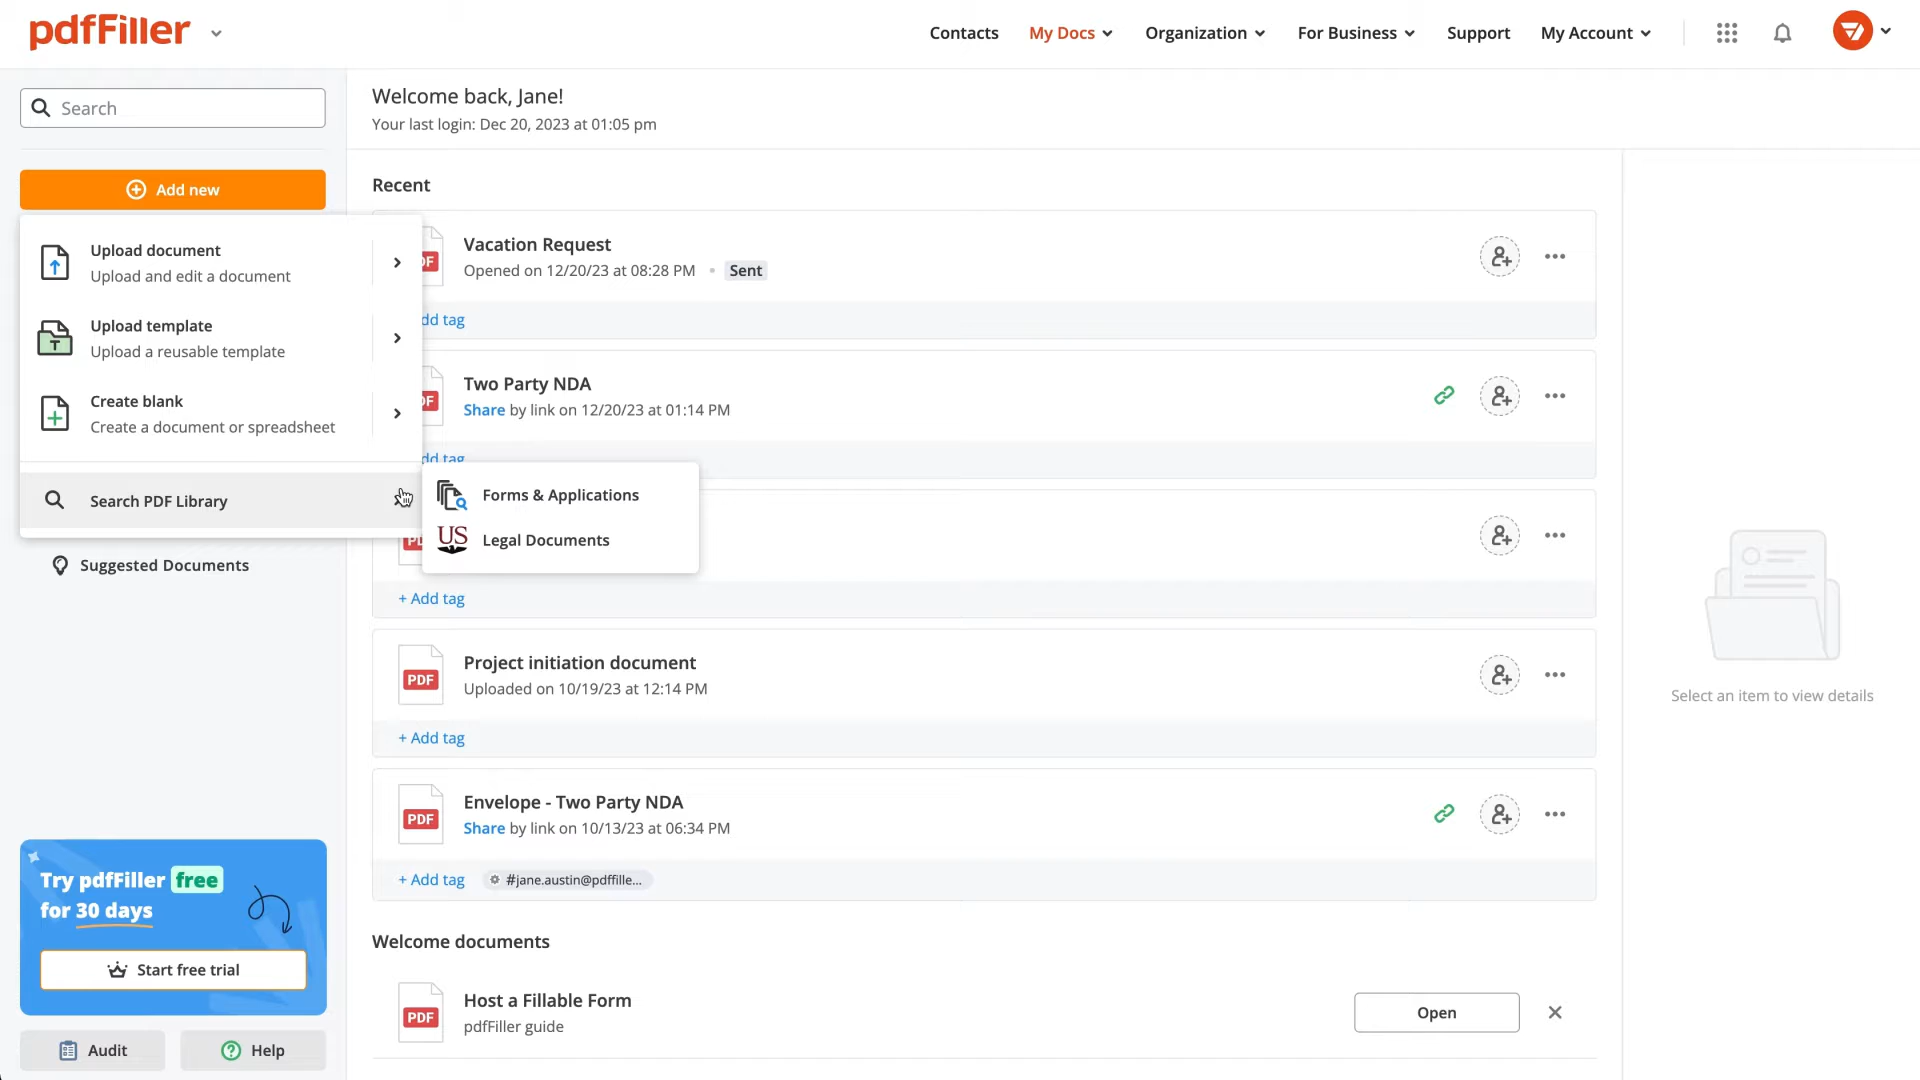 pdfFiller
Contacts
My Docs
Organization
For Business
Support
My Account
Search
Welcome back, Jane!
Your last login: Dec 20, 2023 at 01:05 pm
Add new
Upload document
Upload and edit a document
Upload template
Upload a reusable template
Create blank
Create a document or spreadsheet
Search PDF Library
Forms & Applications
US Legal Documents
Suggested Documents
Recent
Vacation Request
Opened on 12/20/23 at 08:28 PM • Sent
dd tag
Two Party NDA
Share by link on 12/20/23 at 01:14 PM
dd tag
+ Add tag
PDF
Project initiation document
Uploaded on 10/19/23 at 12:14 PM
+ Add tag
PDF
Envelope - Two Party NDA
Share by link on 10/13/23 at 06:34 PM
+ Add tag
#jane.austin@pdffille...
Welcome documents
PDF
Host a Fillable Form
pdfFiller guide
Open
Select an item to view details
Try pdfFiller free
for 30 days
Start free trial
Audit
Help